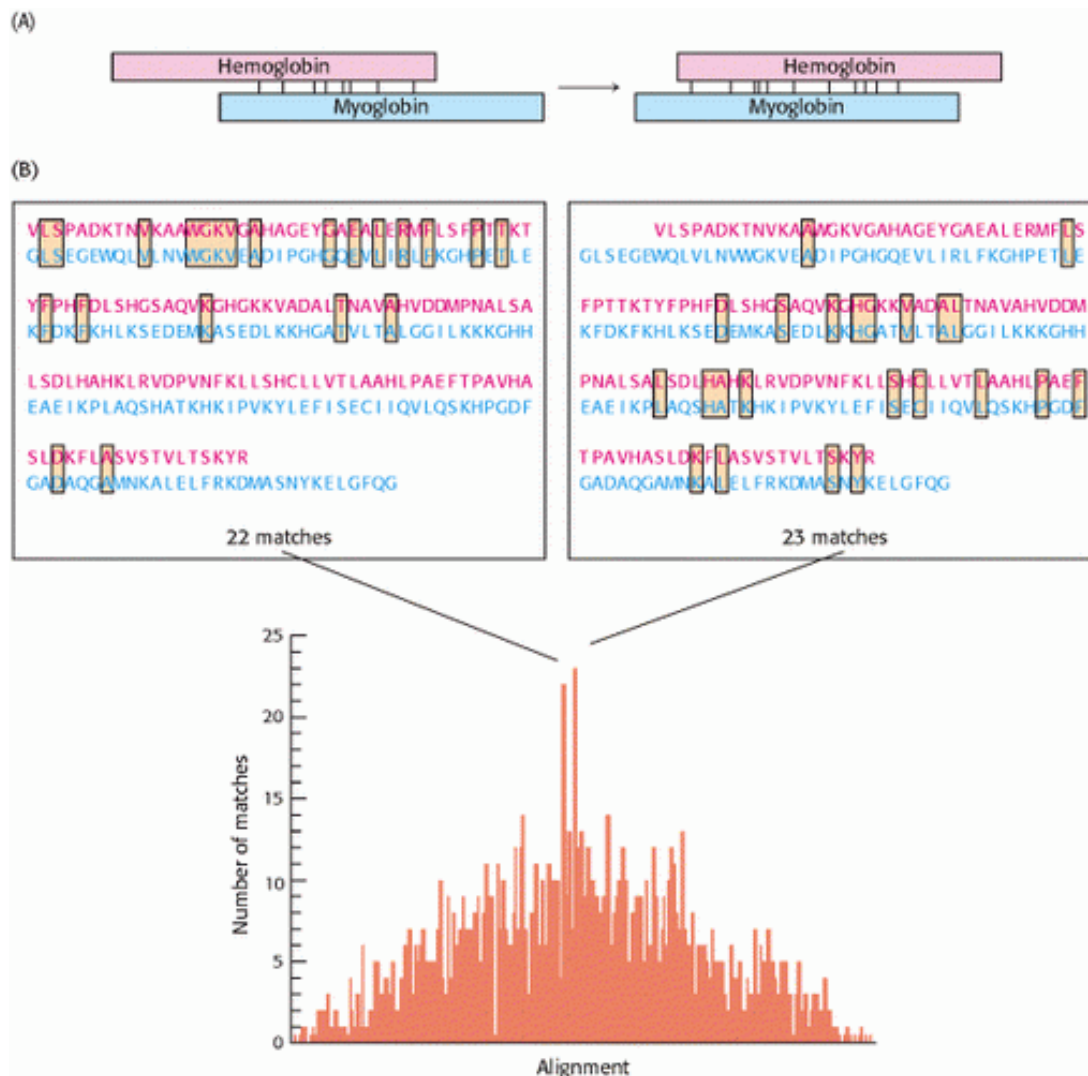 (A)
Hemoglobin
Myoglobin
Hemoglobin
Myoglobin
(B)
VLSPADKTNVKAAWGKVGAHAGEYGAEALERMFLSFPTTKT
GLSEGEWQLVLNVWGKVEADIPGHGQEVLIRLFKGHPETLE
YFPHFDLSHGSAQVKGHGKKVADALTNAVAHVDDMPNALSA
KFDKFKHLKSEDEMKASEDLKKHGATVLTALGGILKKKGHH
LSDLHAHKLRVDPVNFKLLSHCLLVTLAAHLPAEFTPAVHA
EAEIKPLAQSHATKHKIPVKYLEFISECIIQVLQSKHPGDF
SLDKFLASVSTVLTSKYR
GADAQGAMNKALELFRKDMASNYKELGFQG
22 matches
VLSPADKTNVKAAWGKVGAHAGEYGAEALERMFLS
GLSEGEWQLVLNVWGKVEADIPGHGQEVLIRLFKGHPETLE
FPTTKTYFPHFDLSHGSAQVKGHGKKVADALTNAVAHVDDM
KFDKFKHLKSEDEMKASEDLKKHGATVLTALGGILKKKGHH
PNALSALSDLHAHKLRVDPVNFKLLSHCLLVTLAAHLPAEF
EAEIKPLAQSHATKHKIPVKYLEFISECIIQVLQSKHPGDF
TPAVHASLDKFLASVSTVLTSKYR
GADAQGAMNKALELFRKDMASNYKELGFQG
23 matches
25
20
15
10
5
0
Number of matches
Alignment